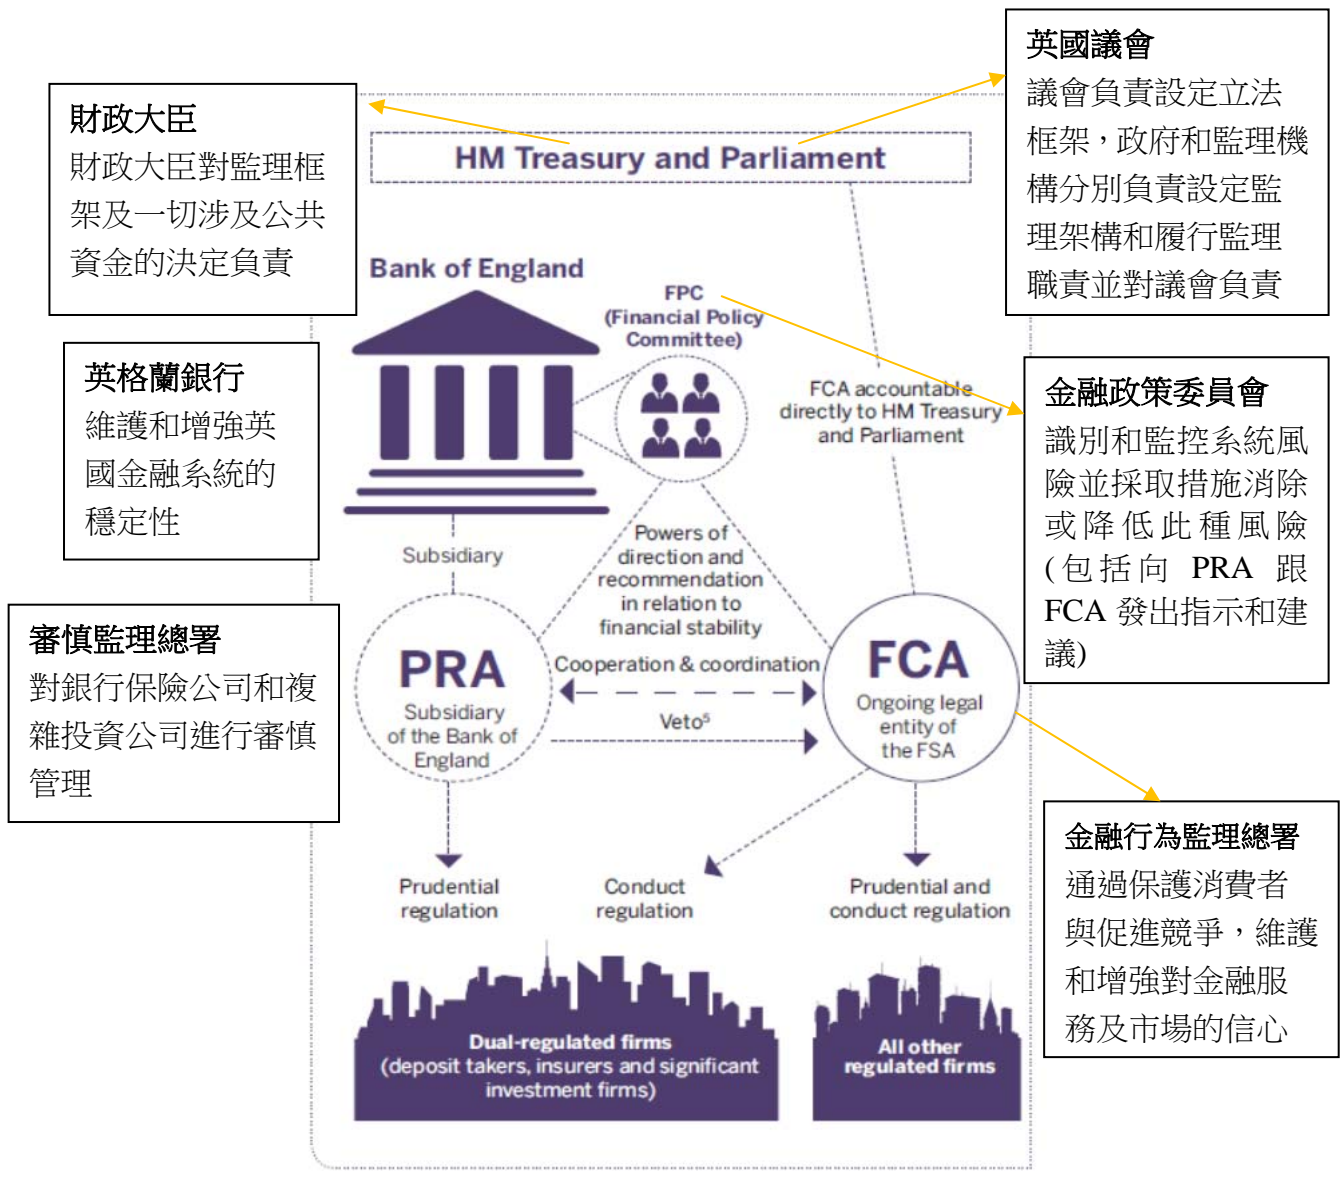 英國議會
議會負責設定立法
框架，政府和監理機
構分別負責設定監
理架構和履行監理
職責並對議會負責
財政大臣
財政大臣對監理框
架及一切涉及公共
資金的決定負責
HM Treasury and Parliament
Bank of England
FPC
(Financial Policy
Committee)
英格蘭銀行
維護和增強英
國金融系統的
穩定性
FCA accountable
directly to HM Treasury
and Parliament
金融政策委員會
識別和監控系統風
險並採取措施消除
或降低此種風險
(包括向 PRA 跟
FCA 發出指示和建
議)
Subsidiary
Powers of
direction and
recommendation
in relation to
financial stability
審慎監理總署
對銀行保險公司和複
雜投資公司進行審慎
管理
PRA
Subsidiary
of the Bank of
England
Cooperation & coordination
Veto⁵
FCA
Ongoing legal
entity of
the FSA
金融行為監理總署
通過保護消費者
與促進競爭，維護
和增強對金融服
務及市場的信心
Prudential
regulation
Conduct
regulation
Prudential and
conduct regulation
Dual-regulated firms
(deposit takers, insurers and significant
investment firms)
All other
regulated firms